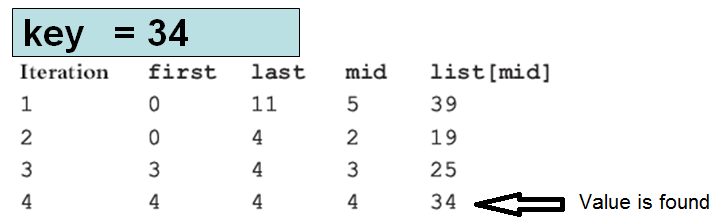 key = 34
Iteration first last mid list[mid]
1 0 11 5 39
2 0 4 2 19
3 3 4 3 25
4 4 4 4 34 Value is found